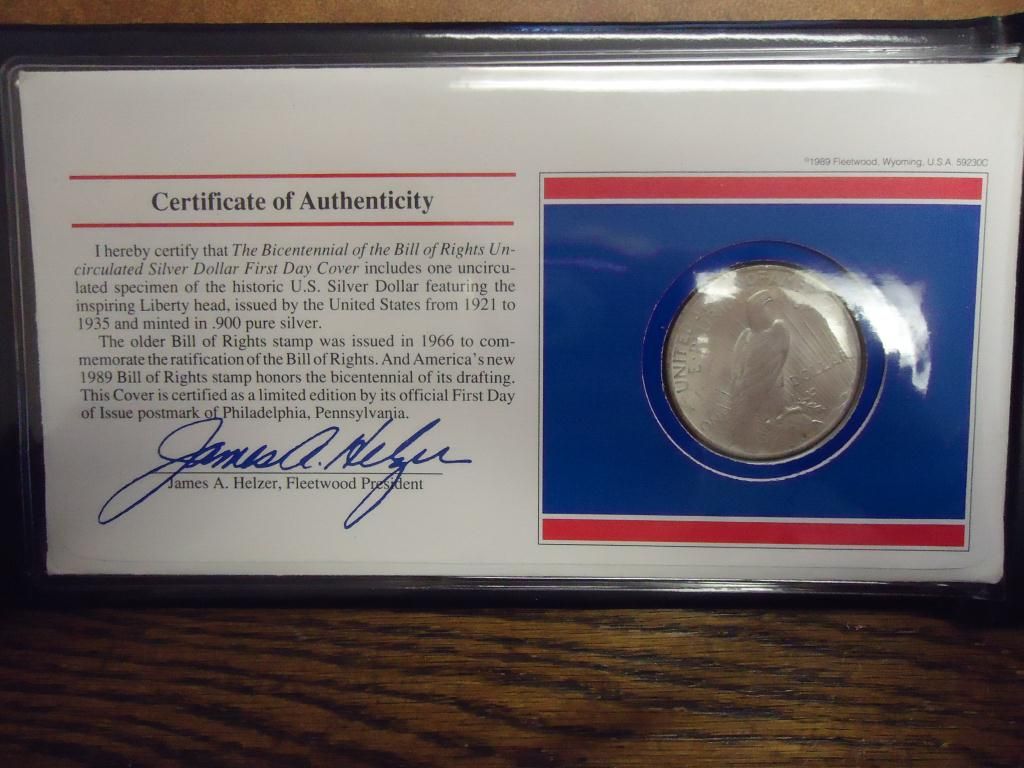 ©1989 Fleetwood, Wyoming, U.S.A. 59230C
Certificate of Authenticity
I hereby certify that The Bicentennial of the Bill of Rights Un-
circulated Silver Dollar First Day Cover includes one uncircu-
lated specimen of the historic U.S. Silver Dollar featuring the
inspiring Liberty head, issued by the United States from 1921 to
1935 and minted in .900 pure silver.
The older Bill of Rights stamp was issued in 1966 to com-
memorate the ratification of the Bill of Rights. And America's new
1989 Bill of Rights stamp honors the bicentennial of its drafting.
This Cover is certified as a limited edition by its official First Day
of Issue postmark of Philadelphia, Pennsylvania.
James A. Helzer
James A. Helzer, Fleetwood President
UNITED
DOLLAR